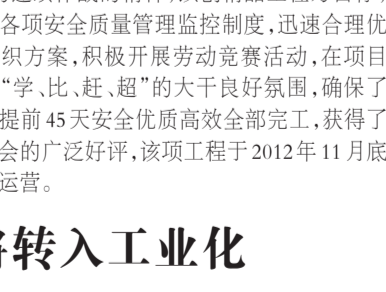 各项安全质量管理监控制度，迅速合理优
织方案，积极开展劳动竞赛活动，在项目
“学、比、赶、超”的大干良好氛围，确保了
提前45天安全优质高效全部完工，获得了
会的广泛好评，该项工程于2012年11月底
运营。
转入工业化